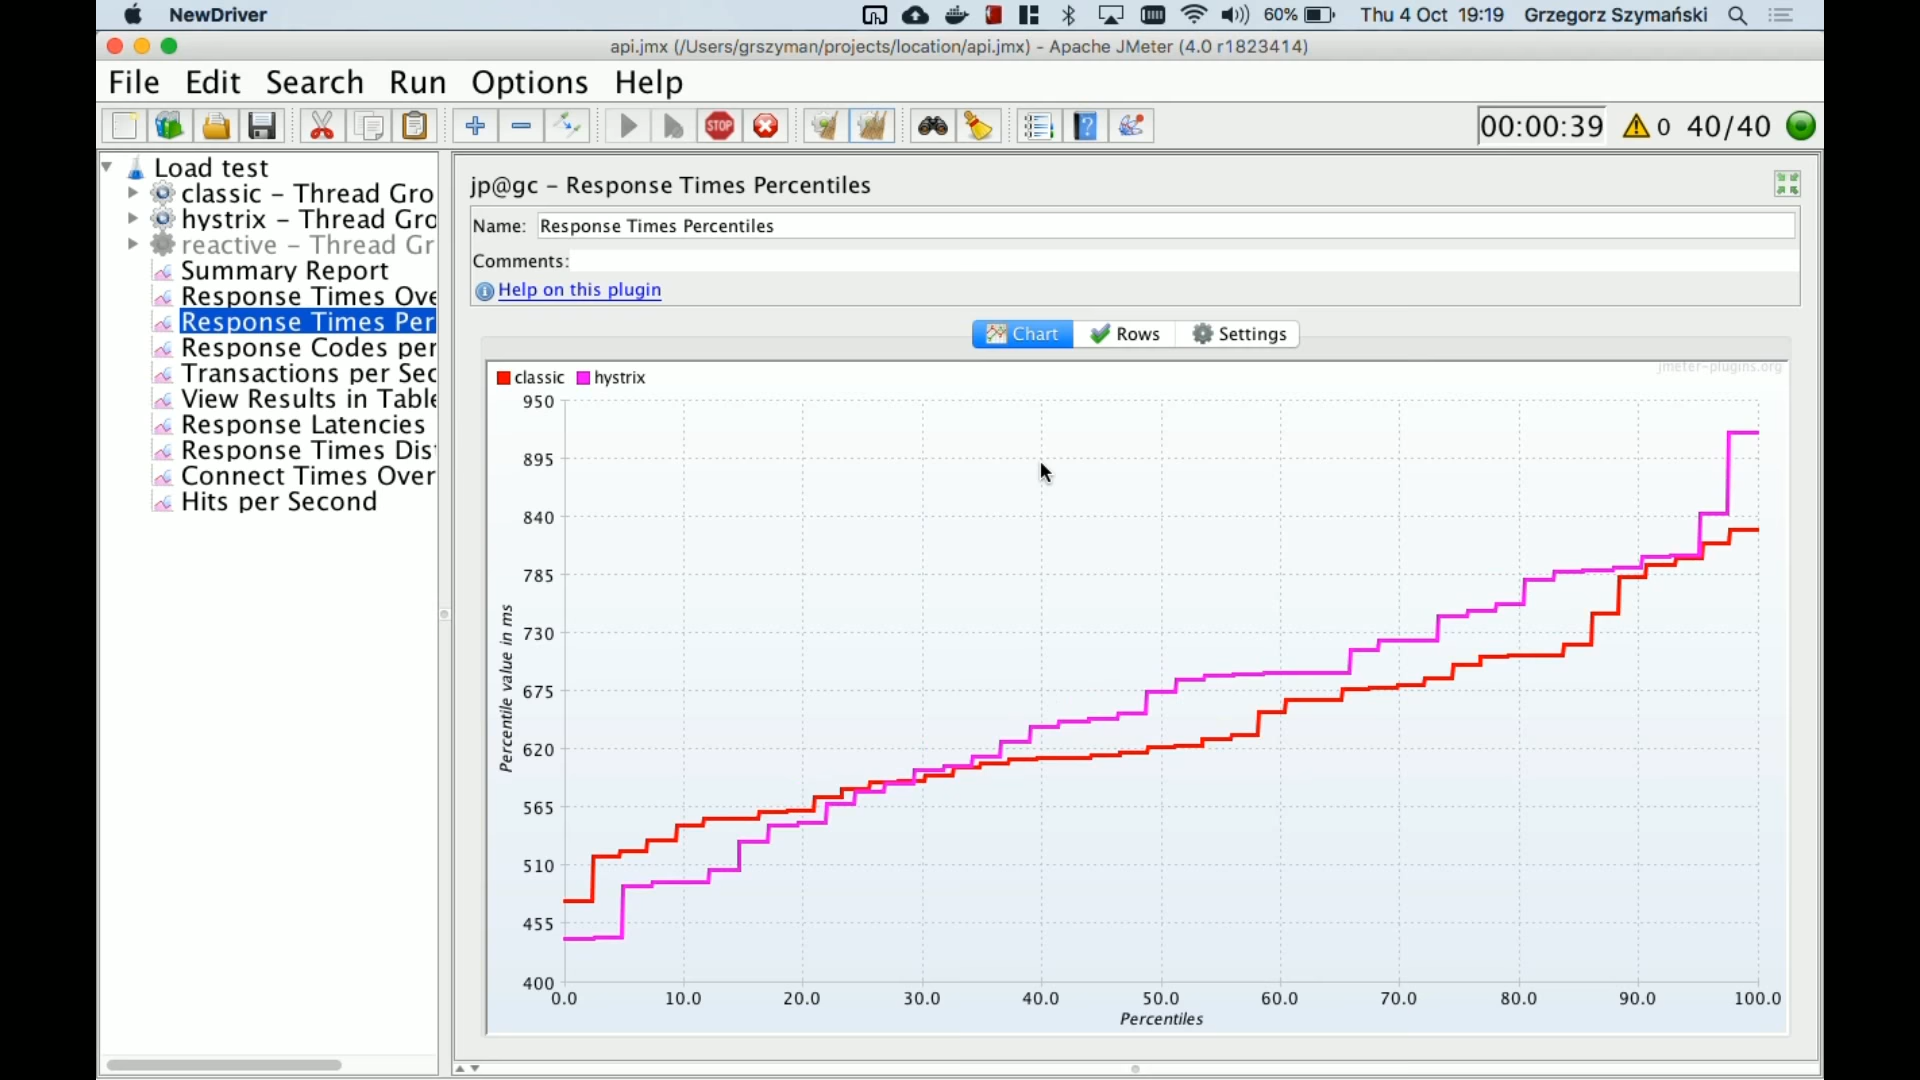 NewDriver
60% Thu 4 Oct 19:19 Grzegorz Szymański
api.jmx (/Users/grszyman/projects/location/api.jmx) - Apache JMeter (4.0 r1823414)
File Edit Search Run Options Help
STOP
00:00:39 0 40/40
Load test
classic – Thread Gro
hystrix – Thread Gro
reactive – Thread Gr
Summary Report
Response Times Ove
Response Times Per
Response Codes per
Transactions per Sec
View Results in Table
Response Latencies
Response Times Dis
Connect Times Over
Hits per Second
jp@gc – Response Times Percentiles
Name: Response Times Percentiles
Comments:
Help on this plugin
Chart Rows Settings
jmeter-plugins.org
classic hystrix
950
895
840
785
730
675
620
565
510
455
400
Percentile value in ms
0.0 10.0 20.0 30.0 40.0 50.0 60.0 70.0 80.0 90.0 100.0
Percentiles